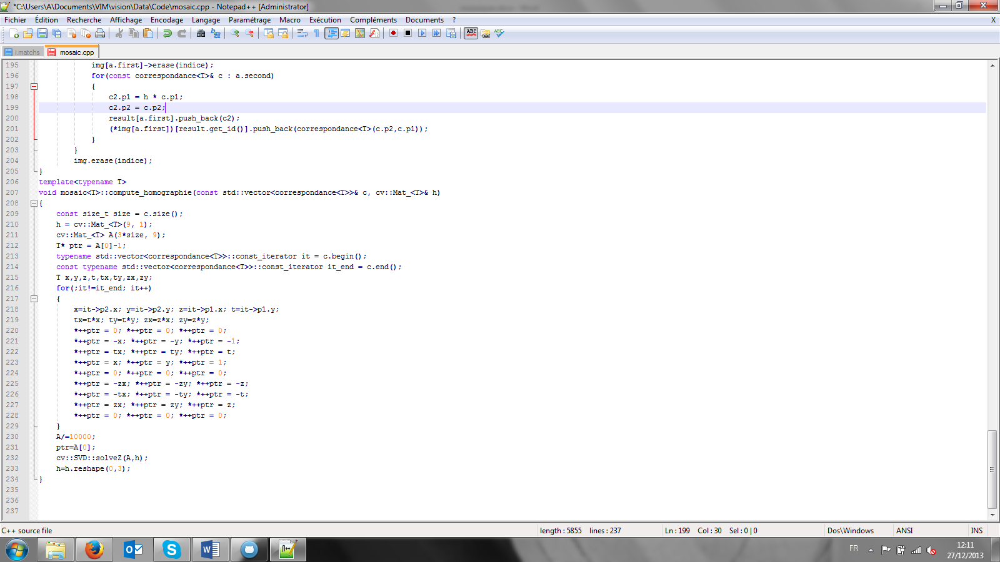 *C:\Users\A\Documents\VIM\vision\Data\Code\mosaic.cpp - Notepad++ [Administrator]
Fichier Édition Recherche Affichage Encodage Langage Paramétrage Macro Exécution Compléments Documents ? X
i.matchs mosaic.cpp
195 img[a.first]->erase(indice);
196 for(const correspondance<T>& c : a.second)
197 {
198 c2.p1 = h * c.p1;
199 c2.p2 = c.p2;
200 result[a.first].push_back(c2);
201 (*img[a.first])[result.get_id()].push_back(correspondance<T>(c.p2,c.p1));
202 }
203 }
204 img.erase(indice);
205 }
206 template<typename T>
207 void mosaic<T>::compute_homographie(const std::vector<correspondance<T>>& c, cv::Mat_<T>& h)
208 {
209 const size_t size = c.size();
210 h = cv::Mat_<T>(9, 1);
211 cv::Mat_<T> A(3*size, 9);
212 T* ptr = A[0]-1;
213 typename std::vector<correspondance<T>>::const_iterator it = c.begin();
214 const typename std::vector<correspondance<T>>::const_iterator it_end = c.end();
215 T x,y,z,t,tx,ty,zx,zy;
216 for(;it!=it_end; it++)
217 {
218 x=it->p2.x; y=it->p2.y; z=it->p1.x; t=it->p1.y;
219 tx=t*x; ty=t*y; zx=z*x; zy=z*y;
220 *++ptr = 0; *++ptr = 0; *++ptr = 0;
221 *++ptr = -x; *++ptr = -y; *++ptr = -1;
222 *++ptr = tx; *++ptr = ty; *++ptr = t;
223 *++ptr = x; *++ptr = y; *++ptr = 1;
224 *++ptr = 0; *++ptr = 0; *++ptr = 0;
225 *++ptr = -zx; *++ptr = -zy; *++ptr = -z;
226 *++ptr = -tx; *++ptr = -ty; *++ptr = -t;
227 *++ptr = zx; *++ptr = zy; *++ptr = z;
228 *++ptr = 0; *++ptr = 0; *++ptr = 0;
229 }
230 A/=10000;
231 ptr=A[0];
232 cv::SVD::solveZ(A,h);
233 h=h.reshape(0,3);
234 }
235
236
237
C++ source file length : 5855 lines : 237 Ln : 199 Col : 30 Sel : 0 | 0 Dos\Windows ANSI INS
FR 12:11
27/12/2013